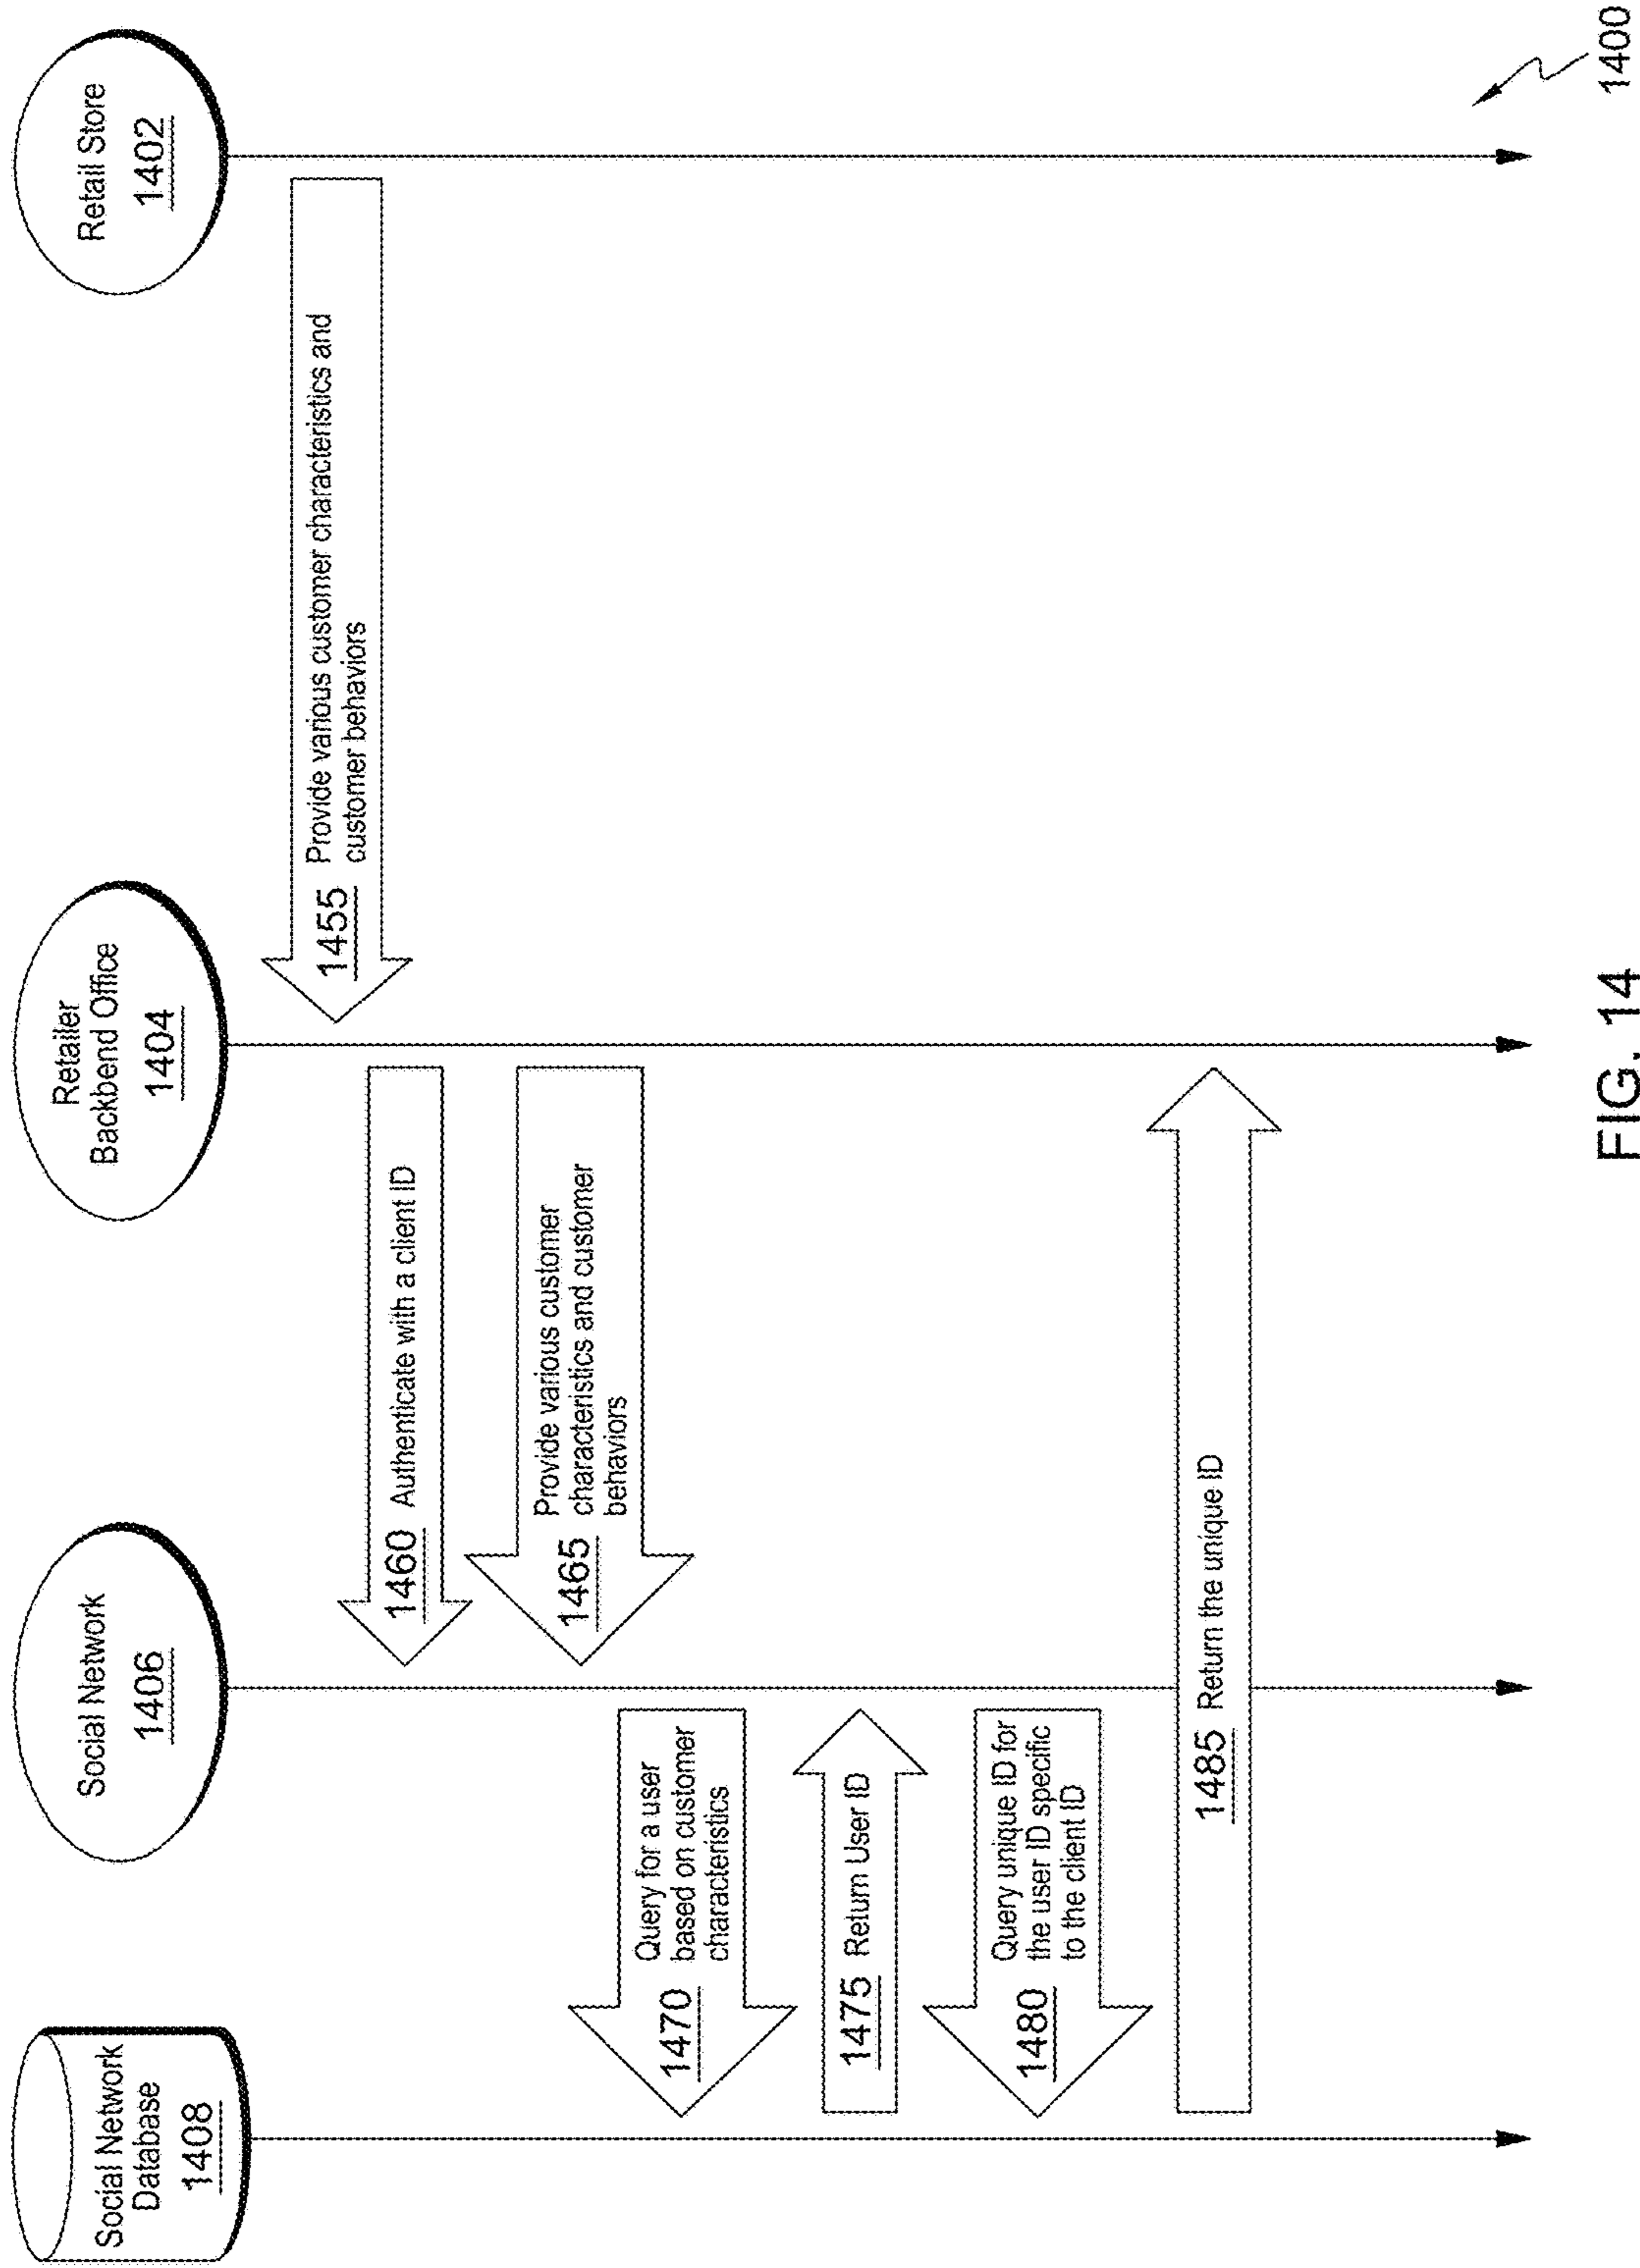 Social Network
Database
1408
Social Network
1406
Retailer
Backbend Office
1404
Retail Store
1402
1455 Provide various customer characteristics and
customer behaviors
1460 Authenticate with a client ID
1465 Provide various customer
characteristics and customer
behaviors
1470 Query for a user
based on customer
characteristics
1475 Return User ID
1480 Query unique ID for
the user ID specific
to the client ID
1485 Return the unique ID
1400
FIG. 14